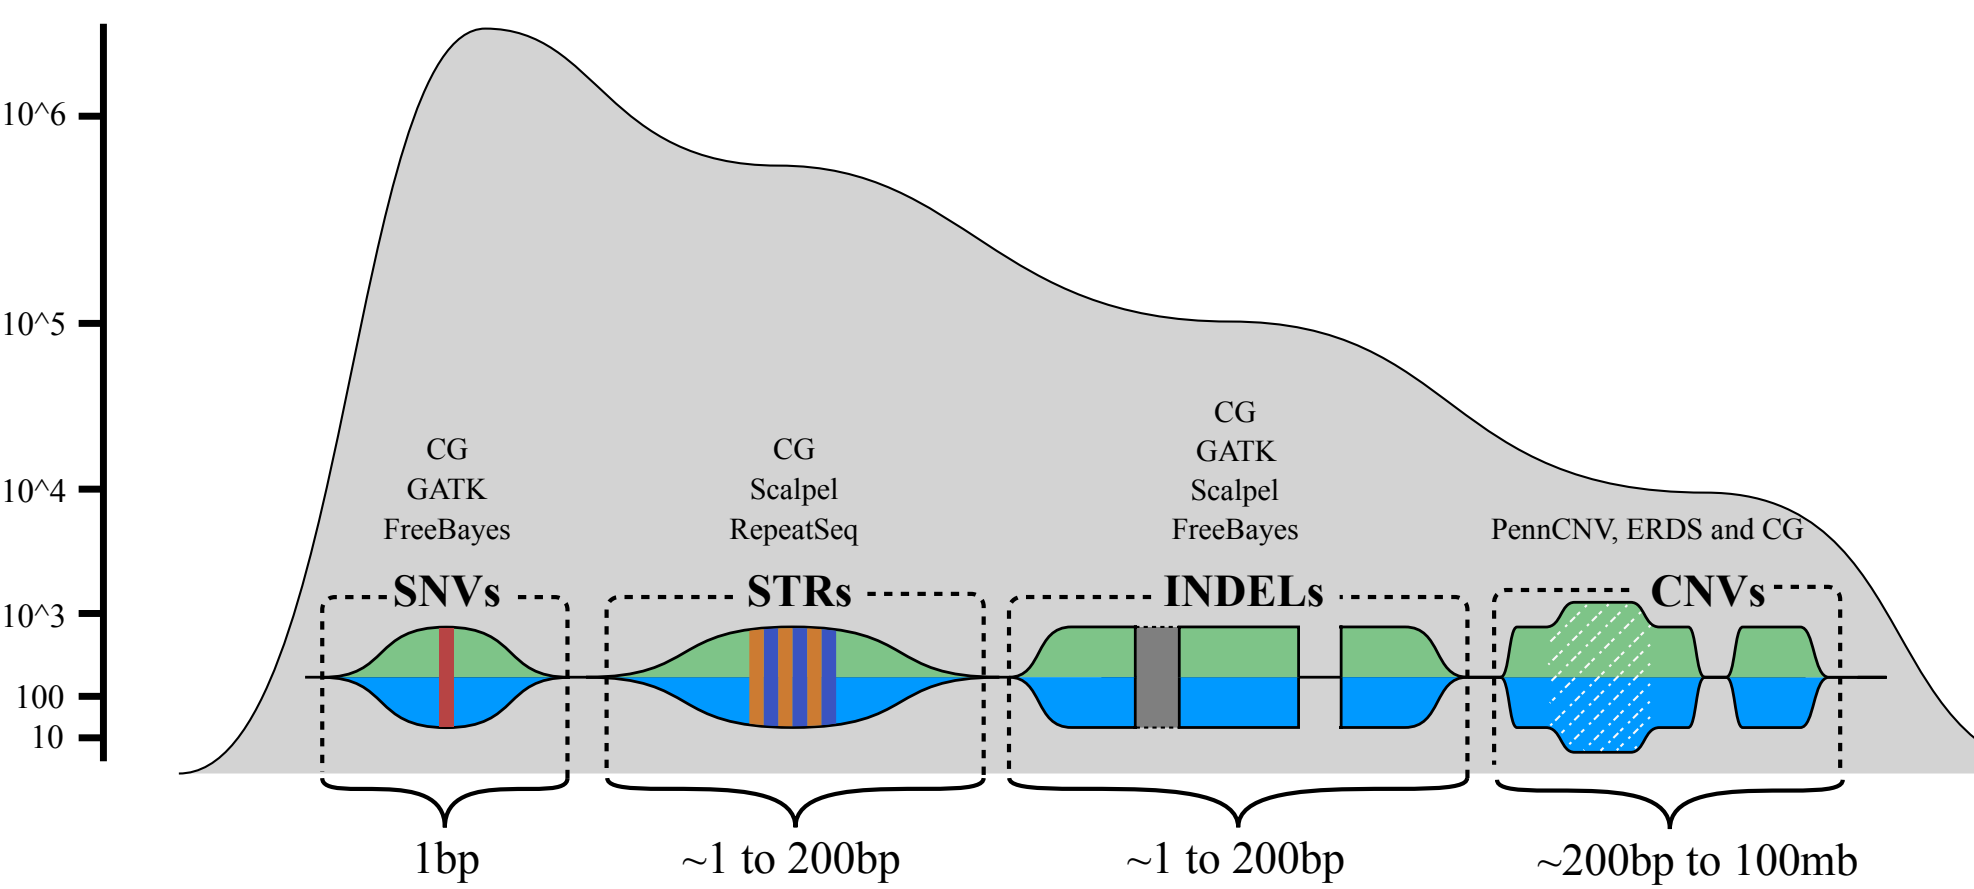 10^6
10^5
10^4
10^3
100
10
CG
GATK
FreeBayes
SNVs
1bp
CG
Scalpel
RepeatSeq
STRs
~1 to 200bp
CG
GATK
Scalpel
FreeBayes
INDELs
~1 to 200bp
PennCNV, ERDS and CG
CNVs
~200bp to 100mb